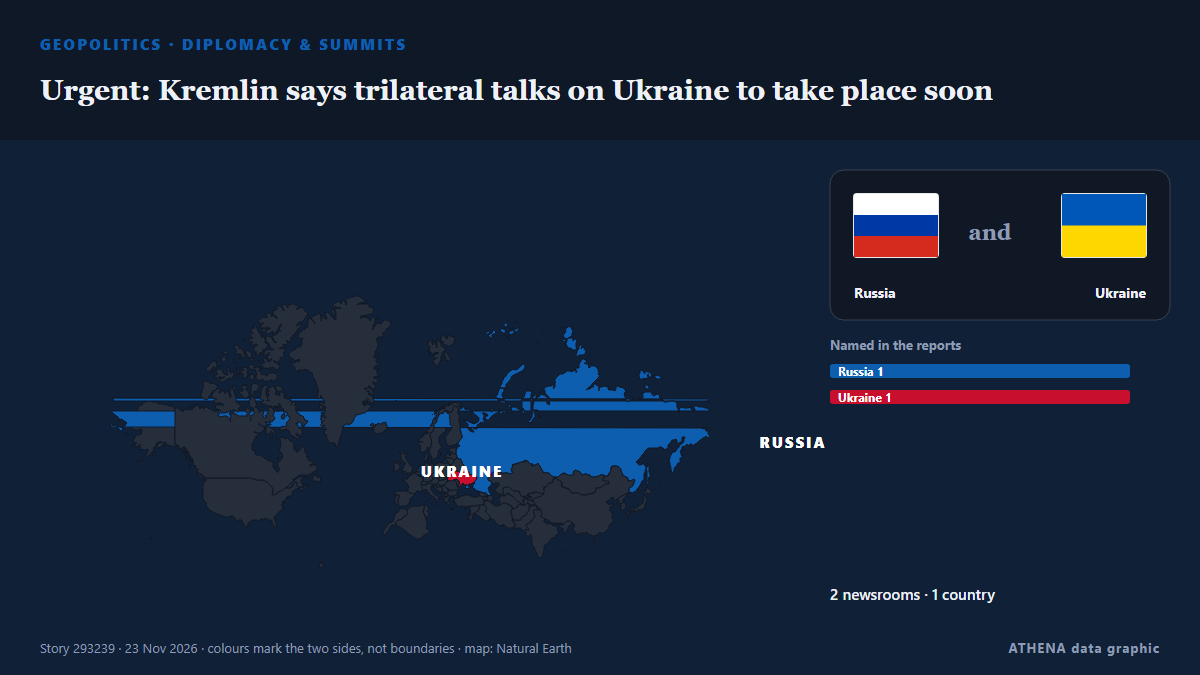 GEOPOLITICS · DIPLOMACY & SUMMITS
Urgent: Kremlin says trilateral talks on Ukraine to take place soon
and
Russia
Ukraine
Named in the reports
Russia 1
Ukraine 1
RUSSIA
UKRAINE
2 newsrooms · 1 country
Story 293239 · 23 Nov 2026 · colours mark the two sides, not boundaries · map: Natural Earth
ATHENA data graphic